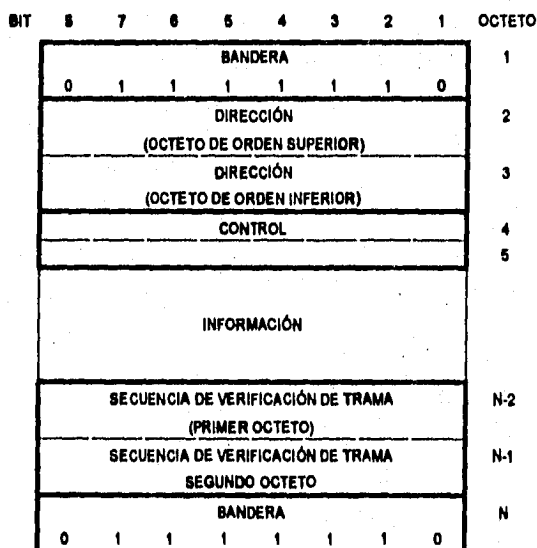 BIT 8 7 6 5 4 3 2 1 OCTETO
BANDERA 1
0 1 1 1 1 1 1 0
DIRECCIÓN 2
(OCTETO DE ORDEN SUPERIOR)
DIRECCIÓN 3
(OCTETO DE ORDEN INFERIOR)
CONTROL 4
5
INFORMACIÓN
SECUENCIA DE VERIFICACIÓN DE TRAMA N-2
(PRIMER OCTETO)
SECUENCIA DE VERIFICACIÓN DE TRAMA N-1
SEGUNDO OCTETO
BANDERA N
0 1 1 1 1 1 1 0